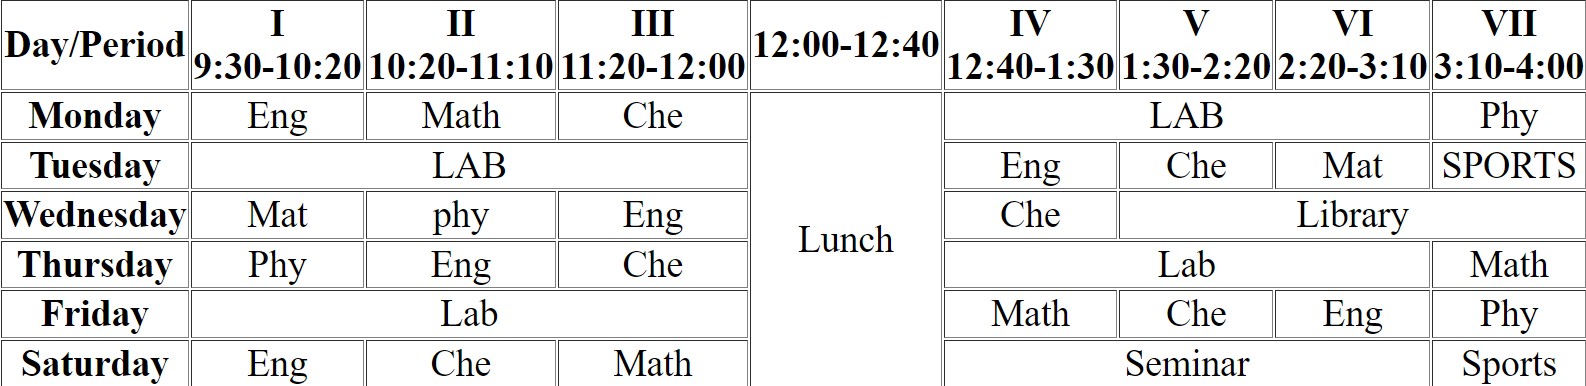 Day/Period I 9:30-10:20 II 10:20-11:10 III 11:20-12:00 12:00-12:40 IV 12:40-1:30 V 1:30-2:20 VI 2:20-3:10 VII 3:10-4:00
Monday Eng Math Che LAB Phy
Tuesday LAB Eng Che Mat SPORTS
Wednesday Mat phy Eng Che Library
Lunch
Thursday Phy Eng Che Lab Math
Friday Lab Math Che Eng Phy
Saturday Eng Che Math Seminar Sports